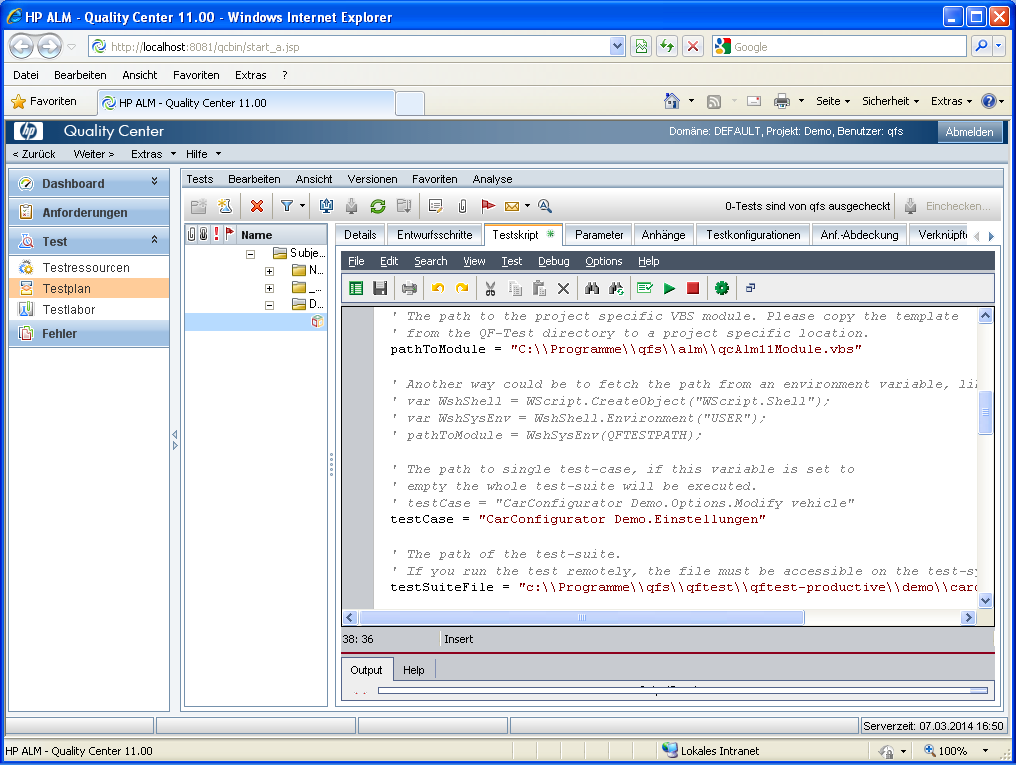 HP ALM - Quality Center 11.00 - Windows Internet Explorer
http://localhost:8081/qcbin/start_a.jsp
Google
Datei Bearbeiten Ansicht Favoriten Extras ?
Favoriten
HP ALM - Quality Center 11.00
Seite Sicherheit Extras
hp Quality Center
Domäne: DEFAULT, Projekt: Demo, Benutzer: qfs
Abmelden
< Zurück Weiter > Extras Hilfe
Dashboard
Anforderungen
Test
Testressourcen
Testplan
Testlabor
Fehler
Tests Bearbeiten Ansicht Versionen Favoriten Analyse
0-Tests sind von qfs ausgecheckt
Einchecken...
Name
Subje
N...
_...
D...
Details Entwurfsschritte Testskript * Parameter Anhänge Testkonfigurationen Anf.-Abdeckung Verknüpft
File Edit Search View Test Debug Options Help
' The path to the project specific VBS module. Please copy the template
' from the QF-Test directory to a project specific location.
pathToModule = "C:\\Programme\\qfs\\alm\\qcAlm11Module.vbs"
' Another way could be to fetch the path from an environment variable, li
' var WshShell = WScript.CreateObject("WScript.Shell");
' var WshSysEnv = WshShell.Environment("USER");
' pathToModule = WshSysEnv(QFTESTPATH);
' The path to single test-case, if this variable is set to
' empty the whole test-suite will be executed.
' testCase = "CarConfigurator Demo.Options.Modify vehicle"
testCase = "CarConfigurator Demo.Einstellungen"
' The path of the test-suite.
' If you run the test remotely, the file must be accessible on the test-sy
testSuiteFile = "c:\\Programme\\qfs\\qftest\\qftest-productive\\demo\\card
38: 36 Insert
Output Help
Serverzeit: 07.03.2014 16:50
HP ALM - Quality Center 11.00
Lokales Intranet
100%